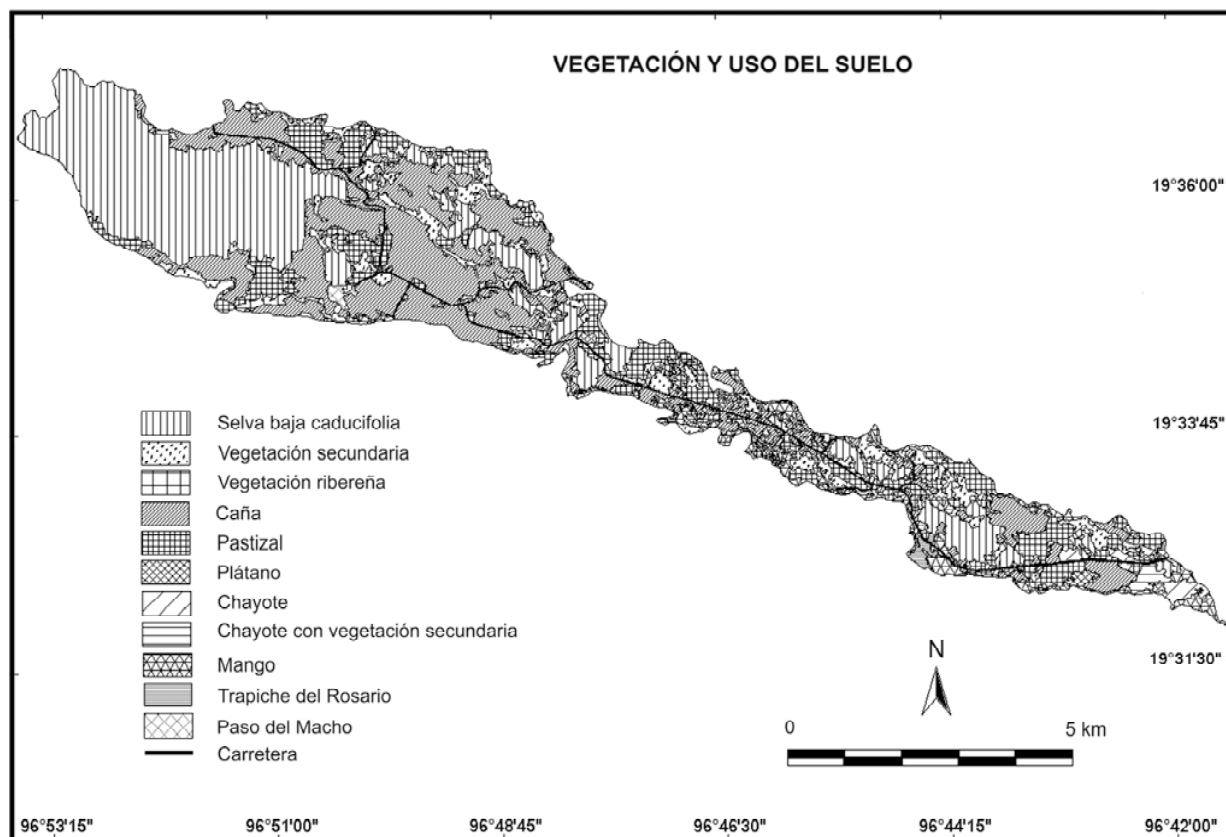 VEGETACIÓN Y USO DEL SUELO
19°36'00"
19°33'45"
19°31'30"
Selva baja caducifolia
Vegetación secundaria
Vegetación ribereña
Caña
Pastizal
Plátano
Chayote
Chayote con vegetación secundaria
Mango
Trapiche del Rosario
Paso del Macho
Carretera
N
0 5 km
96°53'15" 96°51'00" 96°48'45" 96°46'30" 96°44'15" 96°42'00"